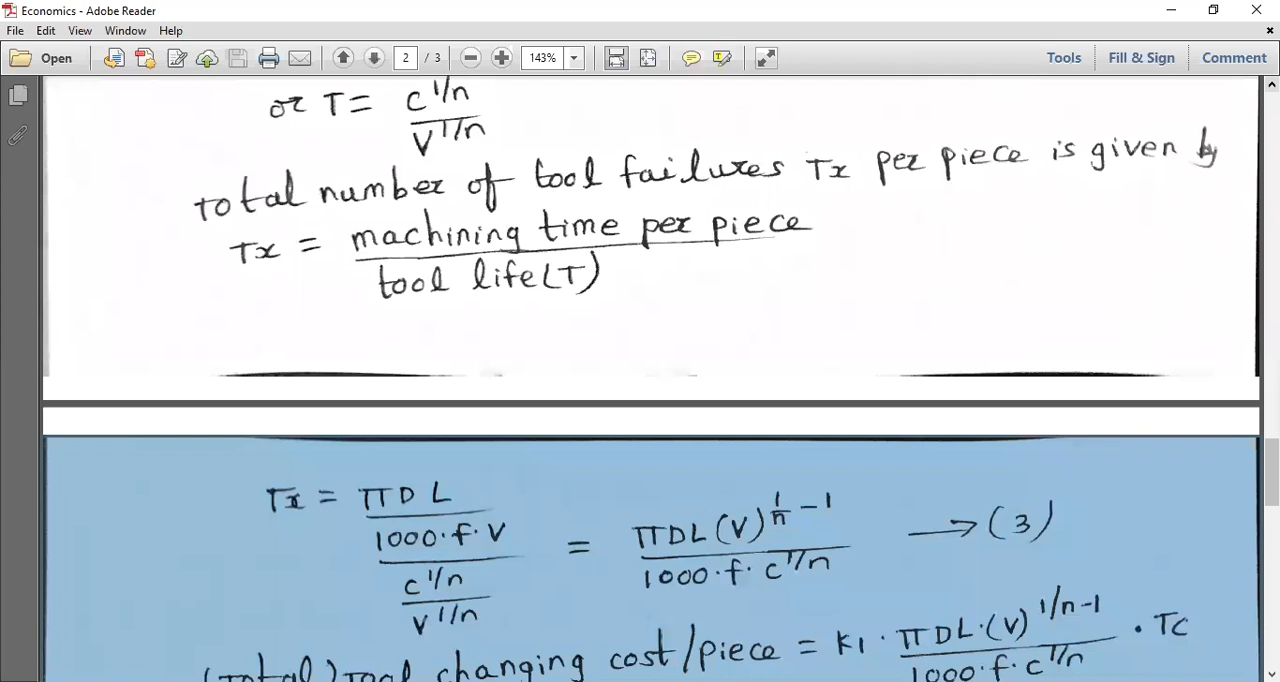 Economics - Adobe Reader
File Edit View Window Help
Open 2 / 3 143% Tools Fill & Sign Comment
or T = c^1/n / V^1/n
total number of tool failures Tx per piece is given by
Tx = machining time per piece / tool life (T)
Tx = πDL / 1000·f·V / c^1/n / V^1/n = πDL(V)^1/n - 1 / 1000·f·c^1/n → (3)
(total) Tool changing cost/piece = K1 · πDL·(V)^1/n-1 / 1000·f·c^1/n · Tc